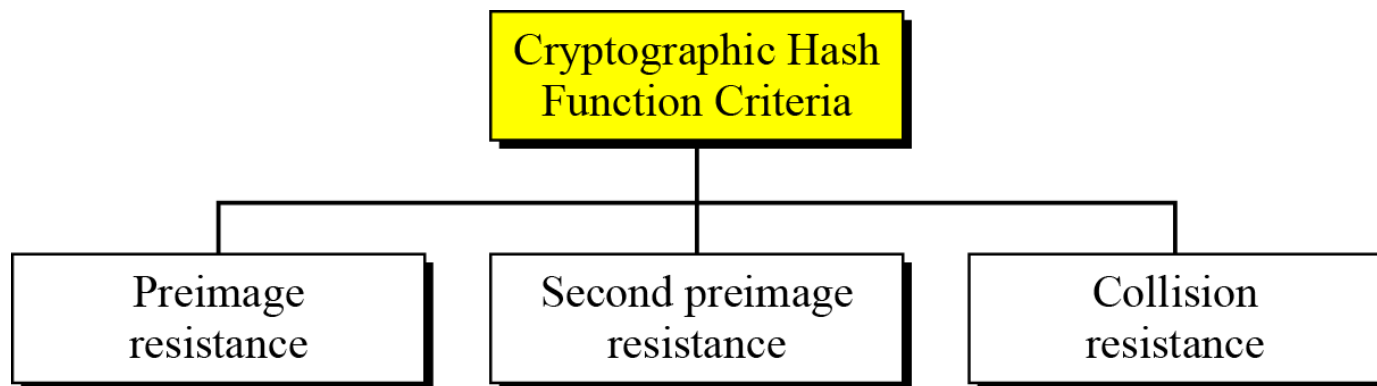 Cryptographic Hash
Function Criteria
Preimage
resistance
Second preimage
resistance
Collision
resistance